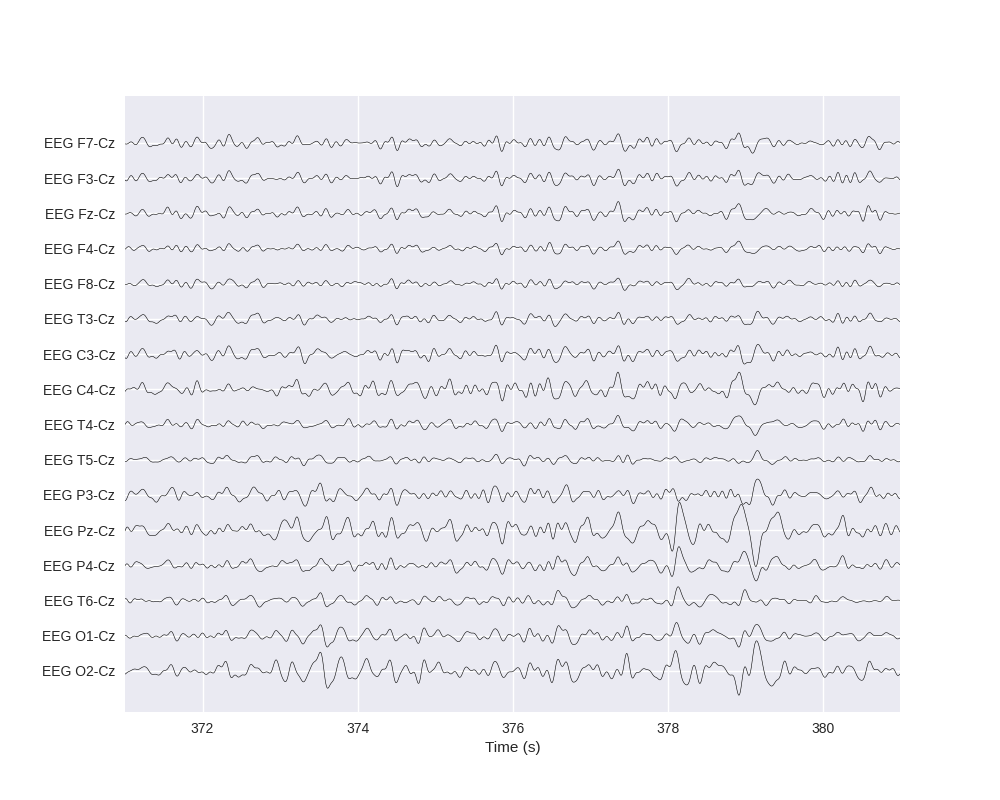 EEG F7-Cz
EEG F3-Cz
EEG Fz-Cz
EEG F4-Cz
EEG F8-Cz
EEG T3-Cz
EEG C3-Cz
EEG C4-Cz
EEG T4-Cz
EEG T5-Cz
EEG P3-Cz
EEG Pz-Cz
EEG P4-Cz
EEG T6-Cz
EEG O1-Cz
EEG O2-Cz
372 374 376 378 380
Time (s)